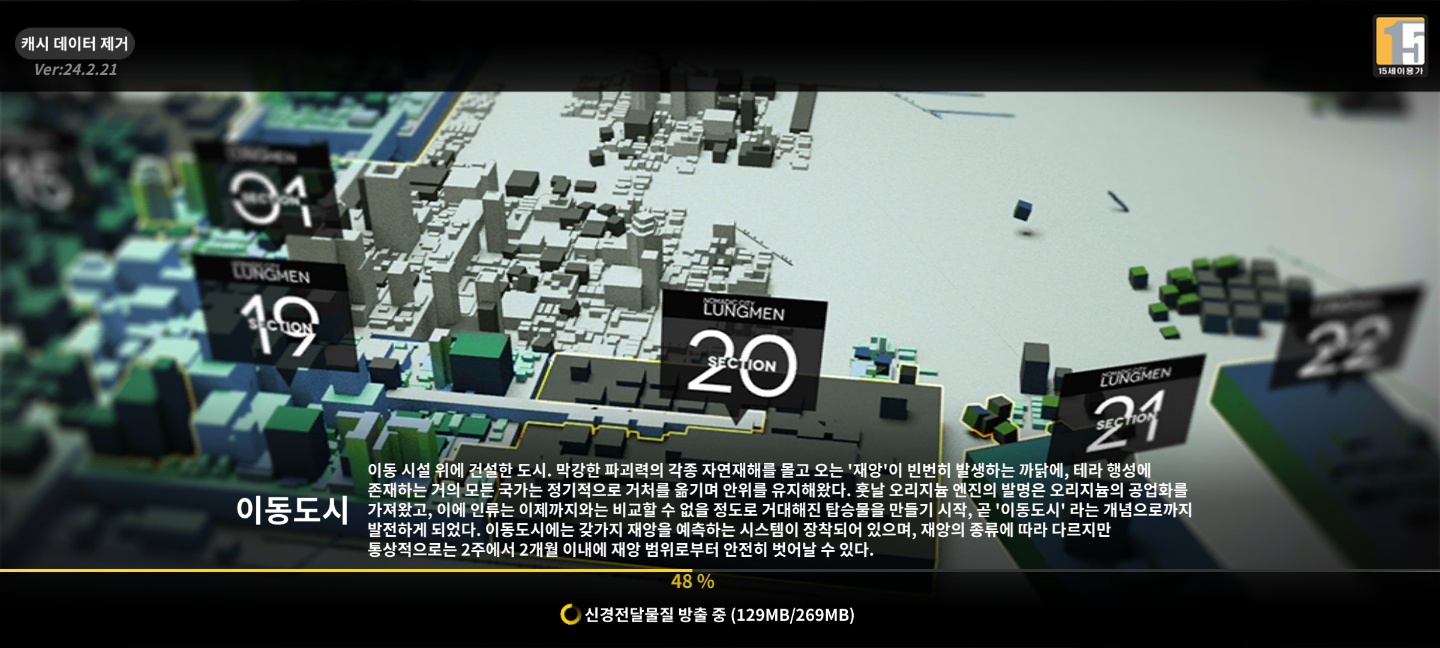 캐시 데이터 제거
Ver:24.2.21
15
15세이용가
15
LUNGMEN
01
SECTION
LUNGMEN
19
SECTION
NOMADIC CITY
LUNGMEN
20
SECTION
NOMADIC CITY
LUNGMEN
21
SECTION
22
이동도시
이동 시설 위에 건설한 도시. 막강한 파괴력의 각종 자연재해를 몰고 오는 '재앙'이 빈번히 발생하는 까닭에, 테라 행성에
존재하는 거의 모든 국가는 정기적으로 거처를 옮기며 안위를 유지해왔다. 훗날 오리지늄 엔진의 발명은 오리지늄의 공업화를
가져왔고, 이에 인류는 이제까지와는 비교할 수 없을 정도로 거대해진 탑승물을 만들기 시작, 곧 '이동도시' 라는 개념으로까지
발전하게 되었다. 이동도시에는 갖가지 재앙을 예측하는 시스템이 장착되어 있으며, 재앙의 종류에 따라 다르지만
통상적으로는 2주에서 2개월 이내에 재앙 범위로부터 안전히 벗어날 수 있다.
48 %
신경전달물질 방출 중 (129MB/269MB)